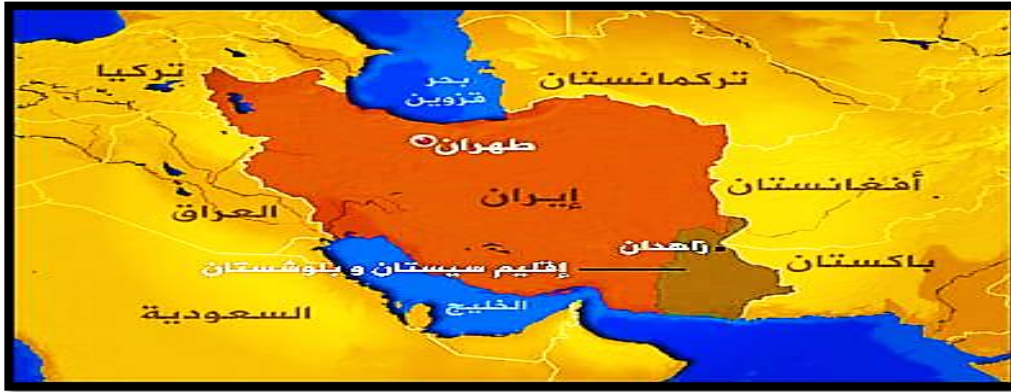 تركيا
بحر
قزوين
تركمانستان
طهران
أفغانستان
إيران
العراق
زاهدان
باكستان
إقليم سيستان و بلوشستان
الخليج
السعودية